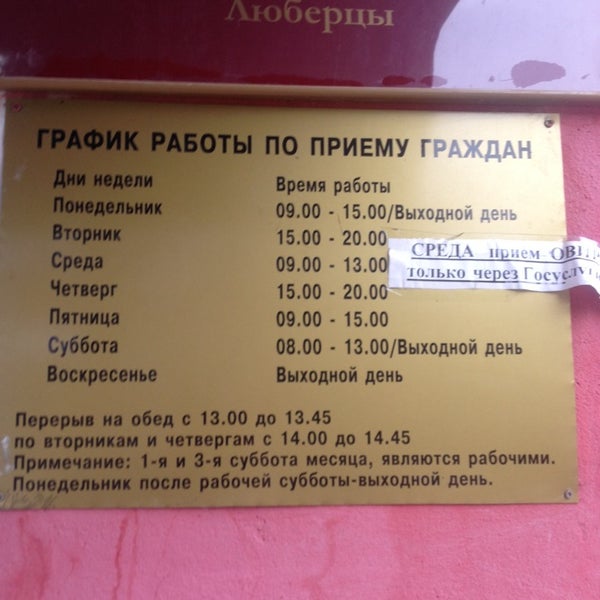 Люберцы
ГРАФИК РАБОТЫ ПО ПРИЕМУ ГРАЖДАН
Дни недели Время работы
Понедельник 09.00 - 15.00/Выходной день
Вторник 15.00 - 20.00
Среда 09.00 - 13.00
СРЕДА прием
только через
Четверг 15.00 - 20.00
Пятница 09.00 - 15.00
Суббота 08.00 - 13.00/Выходной день
Воскресенье Выходной день
Перерыв на обед с 13.00 до 13.45
по вторникам и четвергам с 14.00 до 14.45
Примечание: 1-я и 3-я суббота месяца, являются рабочими.
Понедельник после рабочей субботы-выходной день.